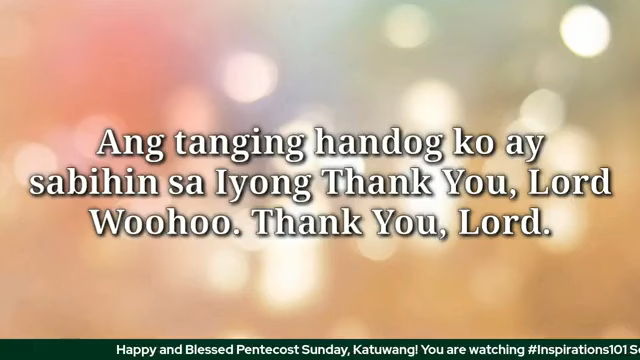 Ang tanging handog ko ay
sabihin sa Iyong Thank You, Lord
Woohoo. Thank You, Lord.
Happy and Blessed Pentecost Sunday, Katuwang! You are watching #Inspirations101